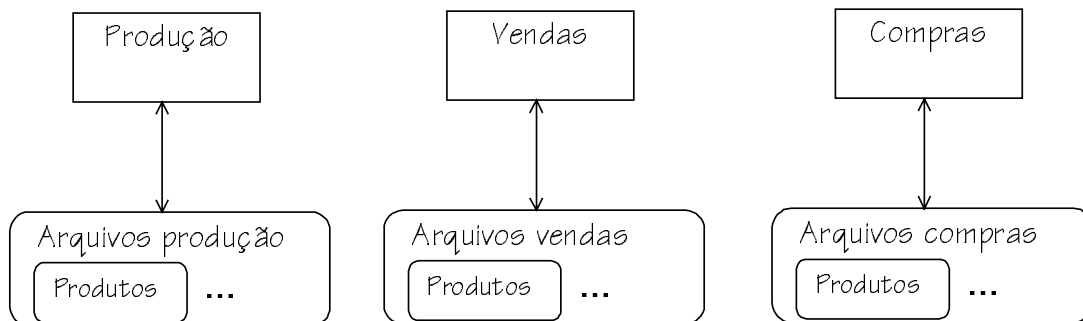 Produção
Vendas
Compras
Arquivos produção
Arquivos vendas
Arquivos compras
Produtos ...
Produtos ...
Produtos ...